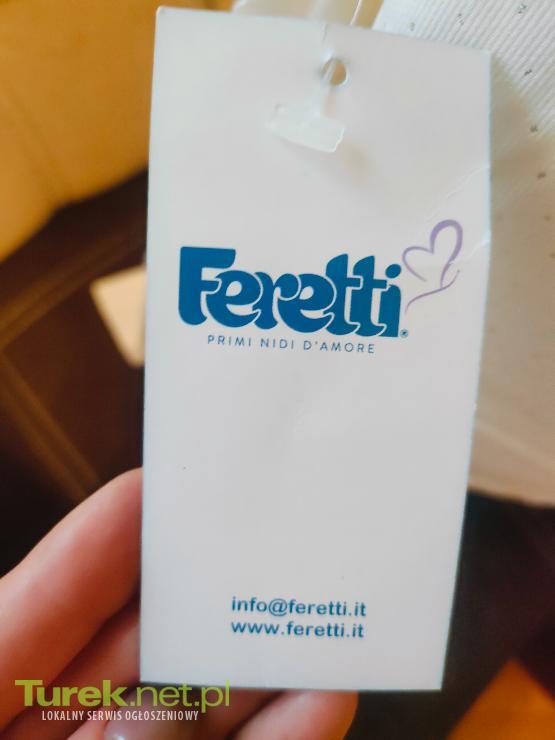 Feretti®
PRIMI NIDI D'AMORE
info@feretti.it
www.feretti.it
Turek.net.pl
LOKALNY SERWIS OGŁOSZENIOWY